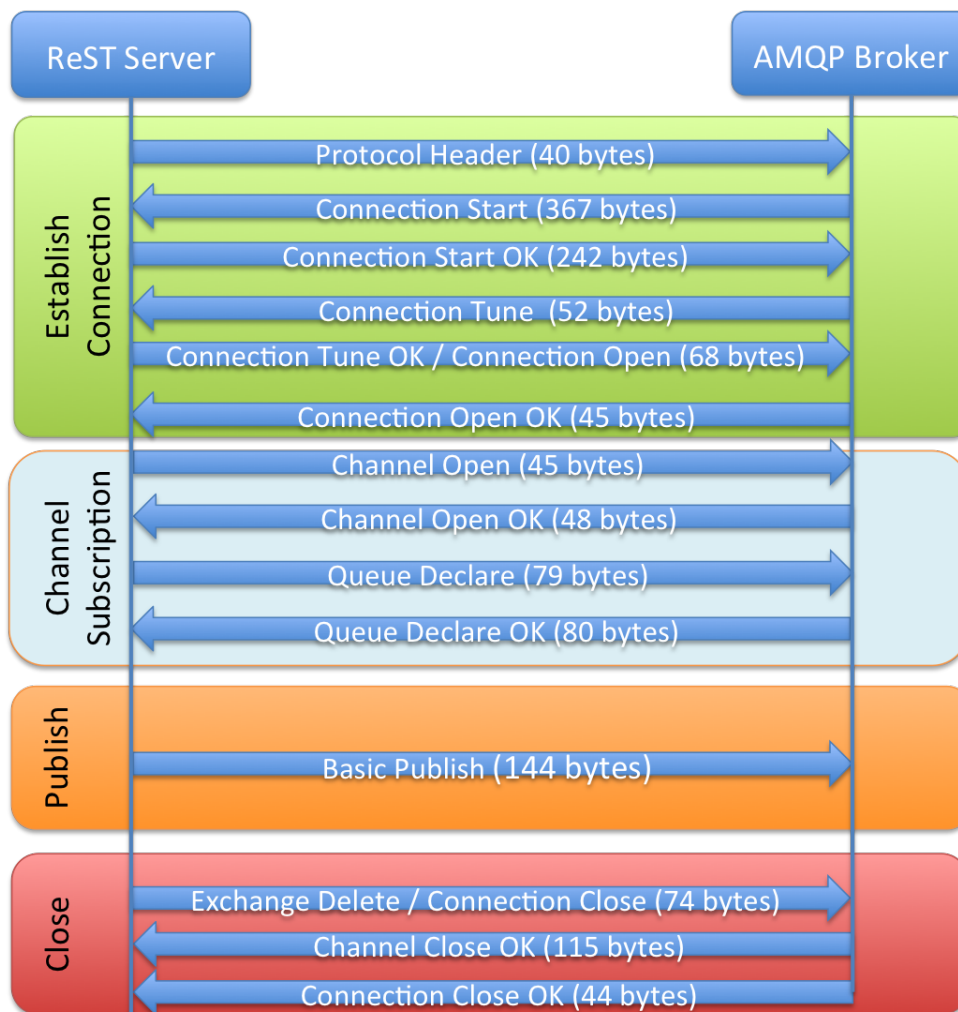 ReST Server
AMQP Broker
Establish
Connection
Protocol Header (40 bytes)
Connection Start (367 bytes)
Connection Start OK (242 bytes)
Connection Tune  (52 bytes)
Connection Tune OK / Connection Open (68 bytes)
Connection Open OK (45 bytes)
Channel
Subscription
Channel Open (45 bytes)
Channel Open OK (48 bytes)
Queue Declare (79 bytes)
Queue Declare OK (80 bytes)
Publish
Basic Publish (144 bytes)
Close
Exchange Delete / Connection Close (74 bytes)
Channel Close OK (115 bytes)
Connection Close OK (44 bytes)